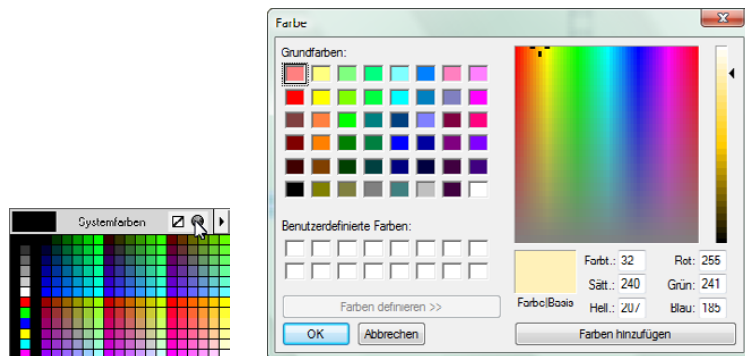 Farbe
Grundfarben:
Benutzerdefinierte Farben:
Farben definieren >>
OK
Abbrechen
Farbe|Basis
Farbt.: 32
Sätt.: 240
Hell.: 207
Rot: 255
Grün: 241
Blau: 185
Farben hinzufügen
Systemfarben